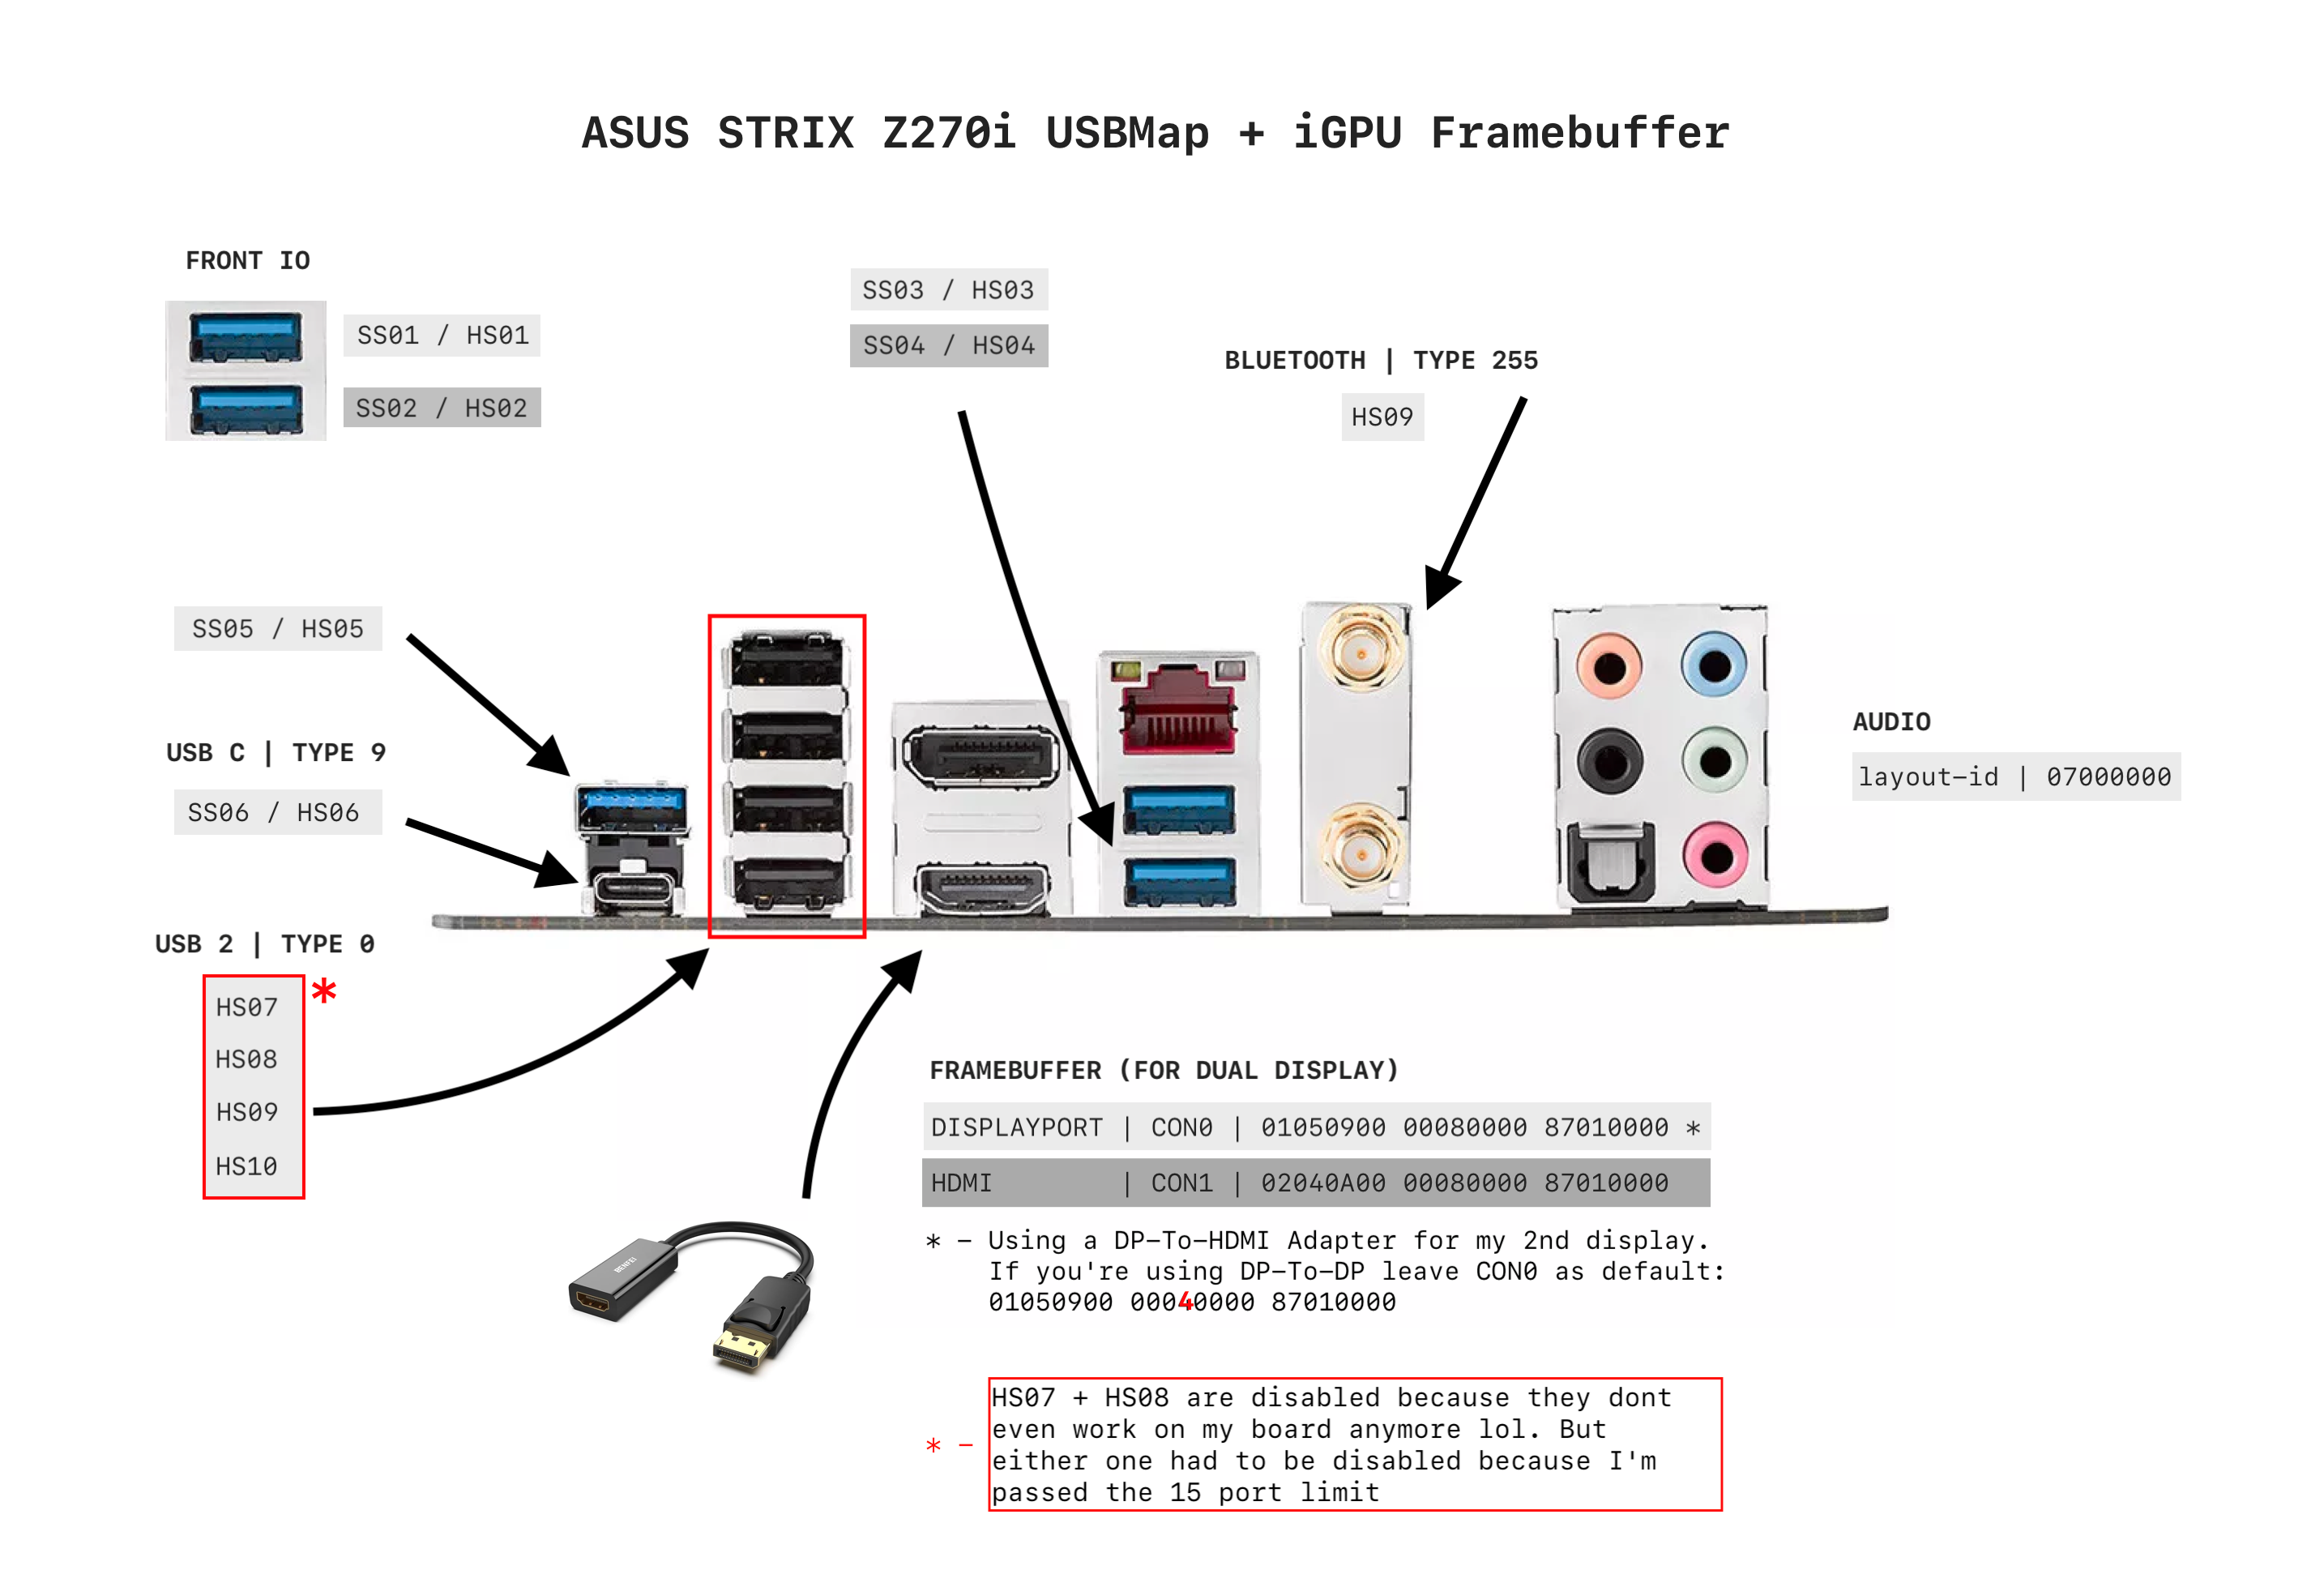 ASUS STRIX Z270i USBMap + iGPU Framebuffer
FRONT IO
SS01 / HS01
SS02 / HS02
SS03 / HS03
SS04 / HS04
BLUETOOTH | TYPE 255
HS09
SS05 / HS05
USB C | TYPE 9
SS06 / HS06
USB 2 | TYPE 0
HS07 *
HS08
HS09
HS10
AUDIO
layout-id | 07000000
FRAMEBUFFER (FOR DUAL DISPLAY)
DISPLAYPORT | CON0 | 01050900 00080000 87010000 *
HDMI | CON1 | 02040A00 00080000 87010000
* - Using a DP-To-HDMI Adapter for my 2nd display.
If you're using DP-To-DP leave CON0 as default:
01050900 00040000 87010000
BENFEI
* - HS07 + HS08 are disabled because they dont
even work on my board anymore lol. But
either one had to be disabled because I'm
passed the 15 port limit